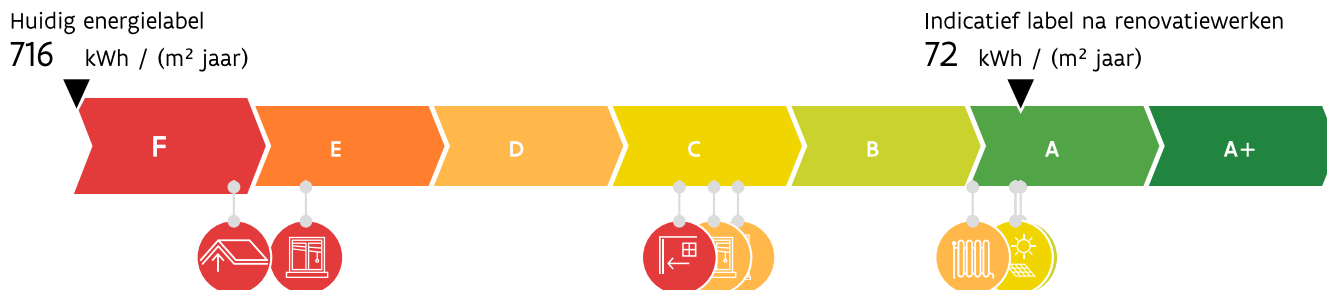 Huidig energielabel
716 kWh / (m² jaar)
Indicatief label na renovatiewerken
72 kWh / (m² jaar)
F E D C B A A+